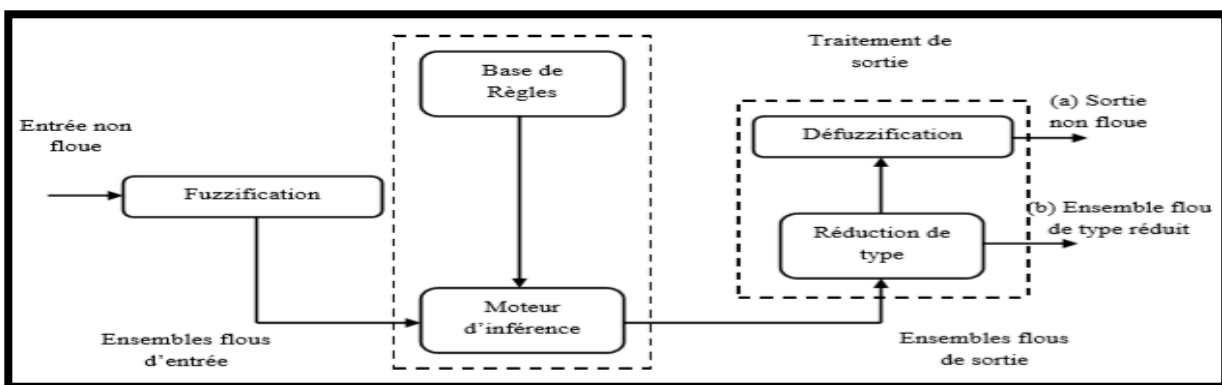 Entrée non
floue
Fuzzification
Ensembles flous
d'entrée
Base de
Règles
Moteur
d'inférence
Traitement de
sortie
Défuzzification
Réduction de
type
(a) Sortie
non floue
(b) Ensemble flou
de type réduit
Ensembles flous
de sortie